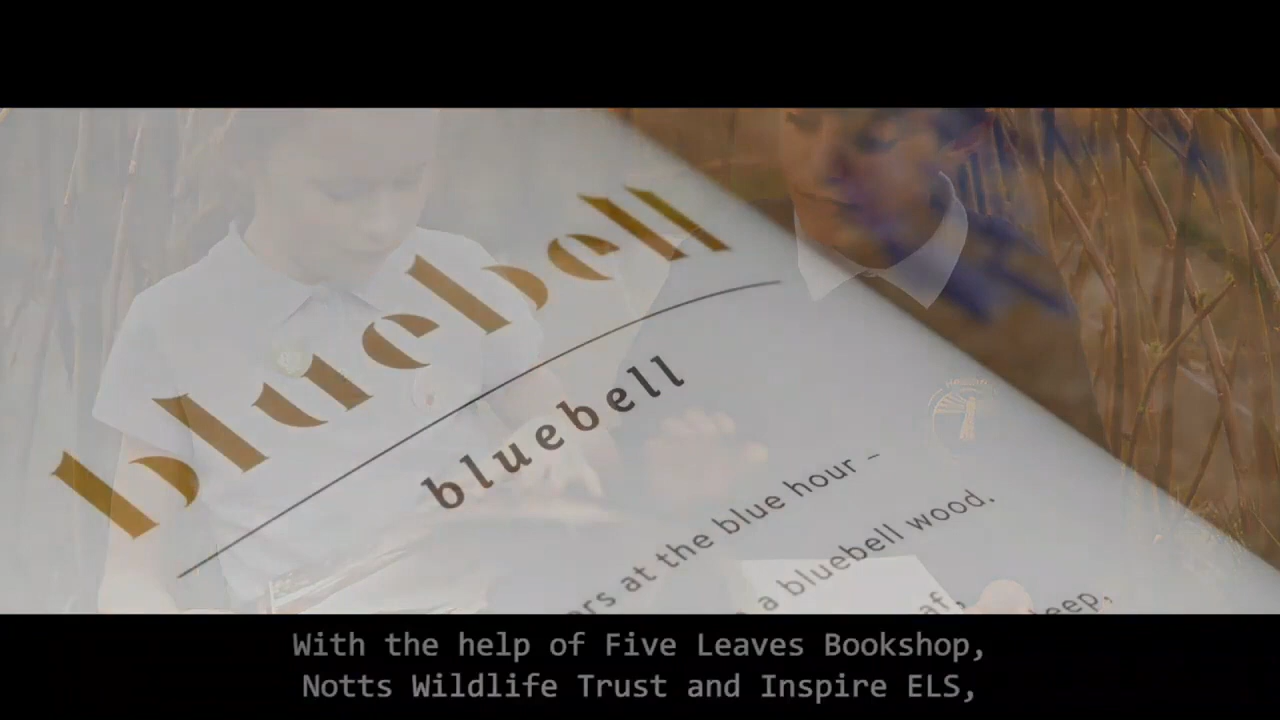 bluebell
bluebell
at the blue hour –
a bluebell wood.
With the help of Five Leaves Bookshop,
Notts Wildlife Trust and Inspire ELS,